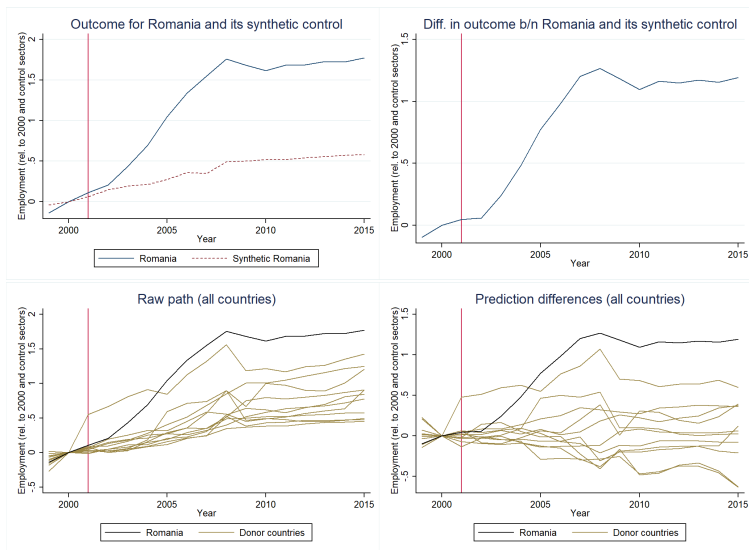 Outcome for Romania and its synthetic control
Employment (rel. to 2000 and control sectors)
2
1.5
1
.5
0
2000
2005
2010
2015
Year
Romania
Synthetic Romania
Diff. in outcome b/n Romania and its synthetic control
Employment (rel. to 2000 and control sectors)
1.5
1
.5
0
2000
2005
2010
2015
Year
Raw path (all countries)
Employment (rel. to 2000 and control sectors)
2
1.5
1
.5
0
-.5
2000
2005
2010
2015
Year
Romania
Donor countries
Prediction differences (all countries)
Employment (rel. to 2000 and control sectors)
1.5
1
.5
0
-.5
2000
2005
2010
2015
Year
Romania
Donor countries